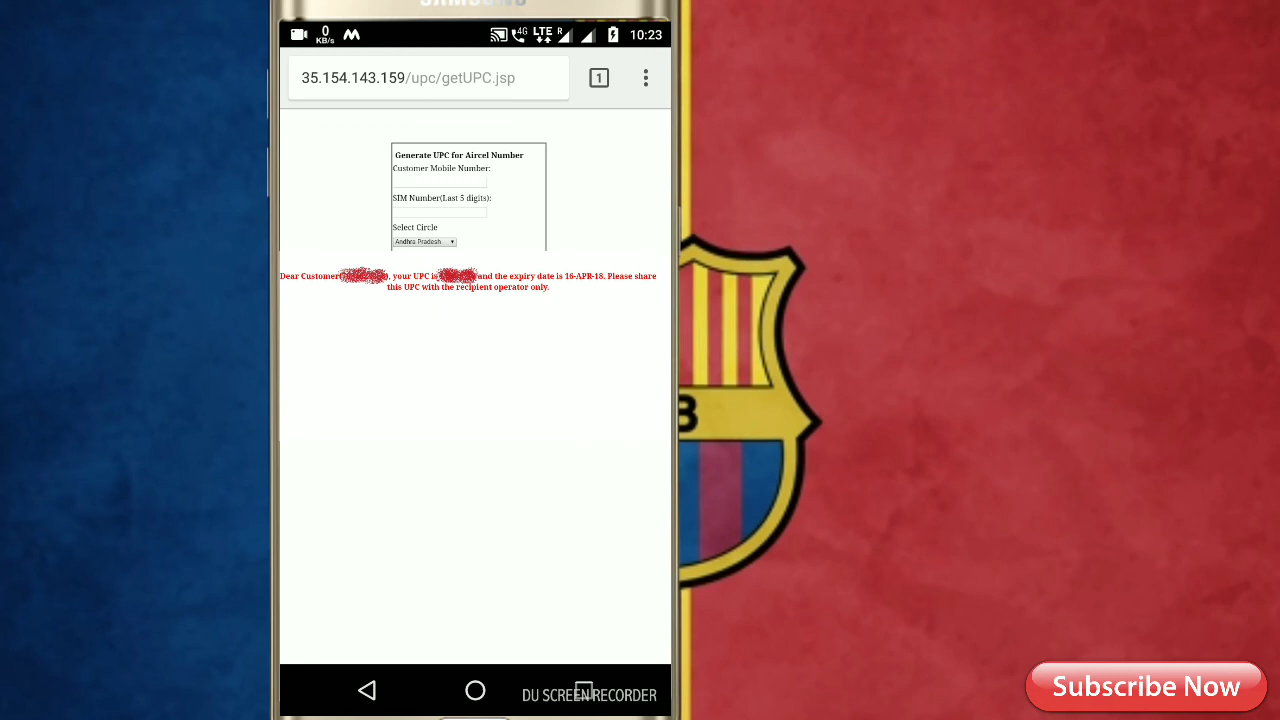 SAMSUNG
0
KB/s
4G
LTE
R
10:23
35.154.143.159/upc/getUPC.jsp
1
Generate UPC for Aircel Number
Customer Mobile Number:
SIM Number(Last 5 digits):
Select Circle
Andhra Pradesh
Dear Customer( ), your UPC is and the expiry date is 16-APR-18. Please share
this UPC with the recipient operator only.
B
DU SCREEN RECORDER
Subscribe Now